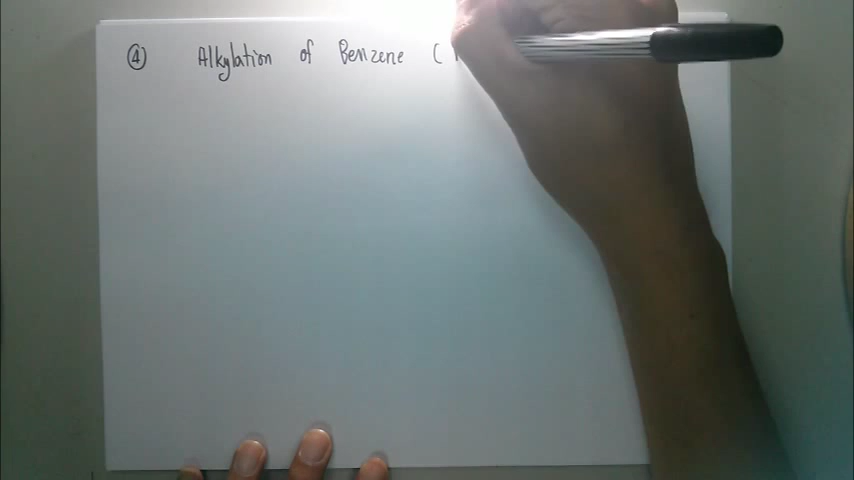 ④ Alkylation of Benzene (